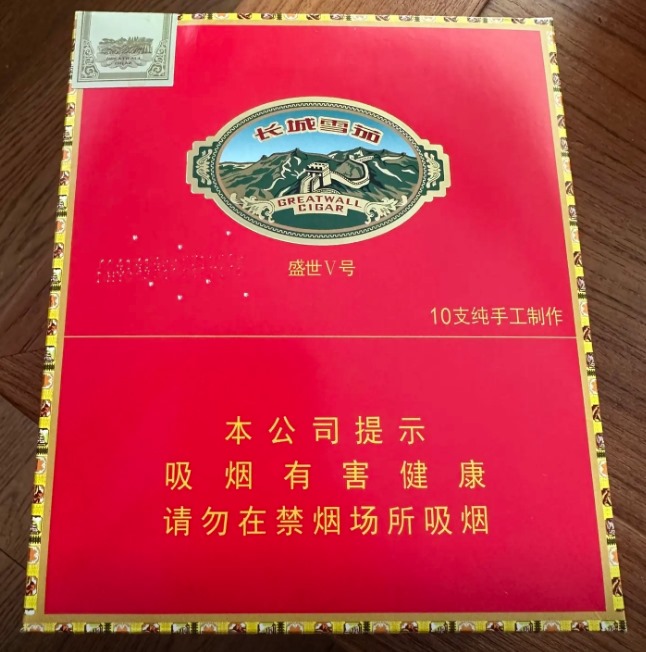 长城雪茄
GREATWALL
CIGAR
盛世V号
10支纯手工制作
本公司提示
吸烟有害健康
请勿在禁烟场所吸烟